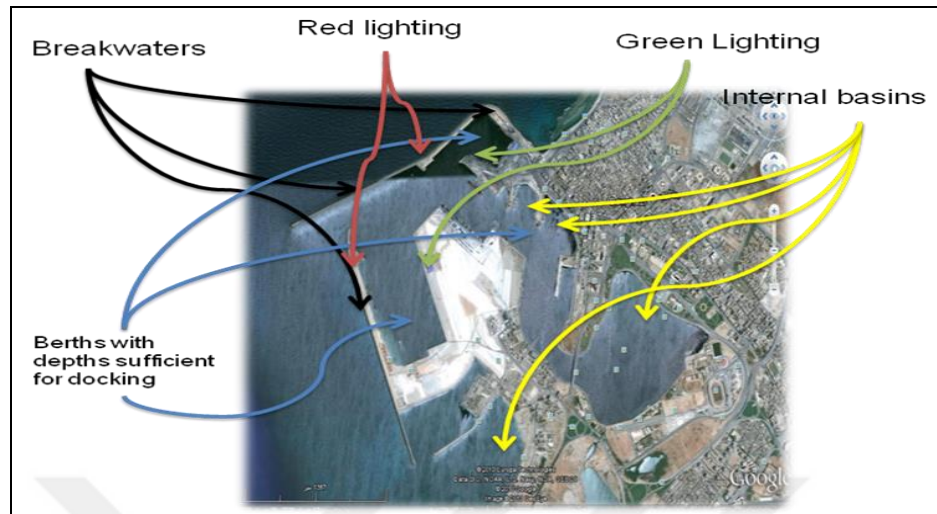 Red lighting
Breakwaters
Green Lighting
Internal basins
Berths with
depths sufficient
for docking
Google